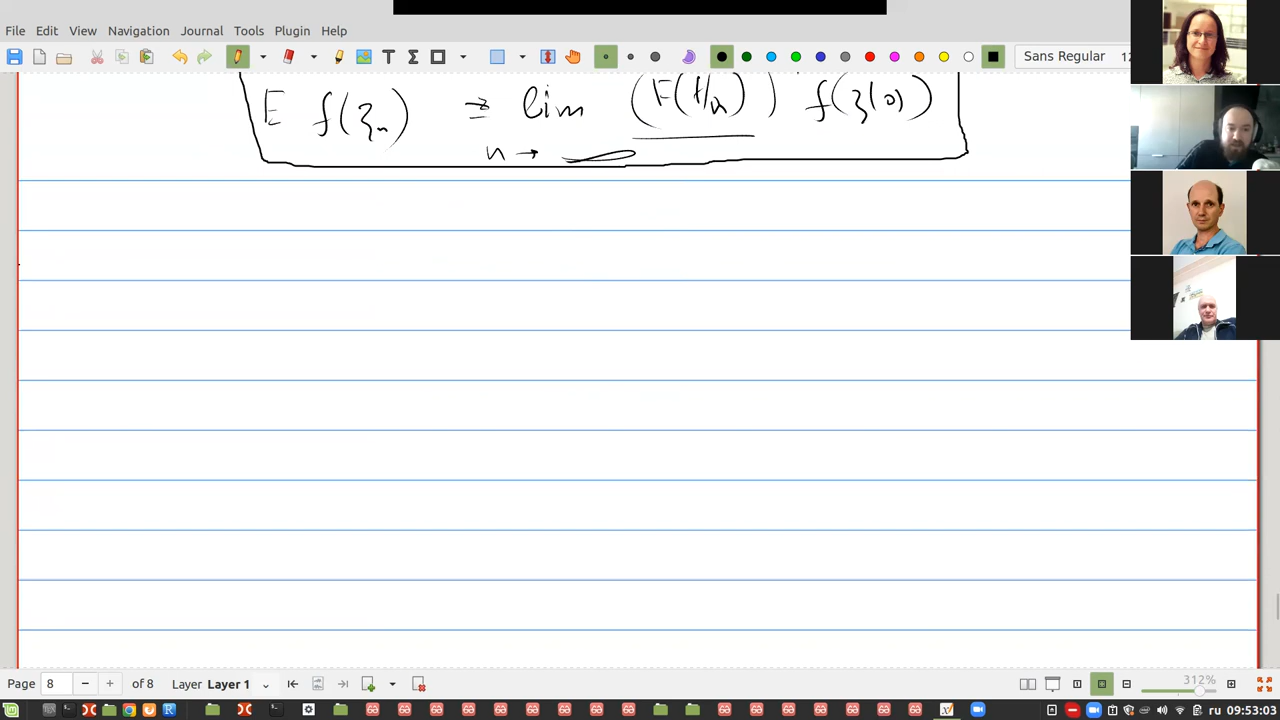 File Edit View Navigation Journal Tools Plugin Help
Sans Regular
E f(ξₙ) = lim (F(t/n)) f(ξ(0))
n →
Page 8 of 8 Layer Layer 1
312%
ru 09:53:03